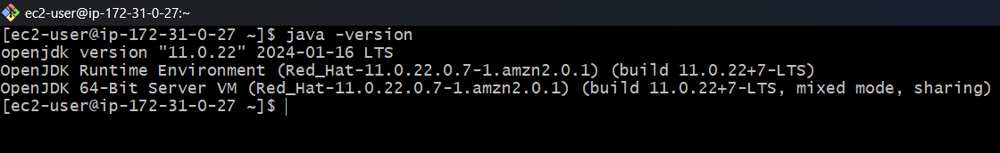 ec2-user@ip-172-31-0-27:~
[ec2-user@ip-172-31-0-27 ~]$ java -version
openjdk version "11.0.22" 2024-01-16 LTS
OpenJDK Runtime Environment (Red_Hat-11.0.22.0.7-1.amzn2.0.1) (build 11.0.22+7-LTS)
OpenJDK 64-Bit Server VM (Red_Hat-11.0.22.0.7-1.amzn2.0.1) (build 11.0.22+7-LTS, mixed mode, sharing)
[ec2-user@ip-172-31-0-27 ~]$